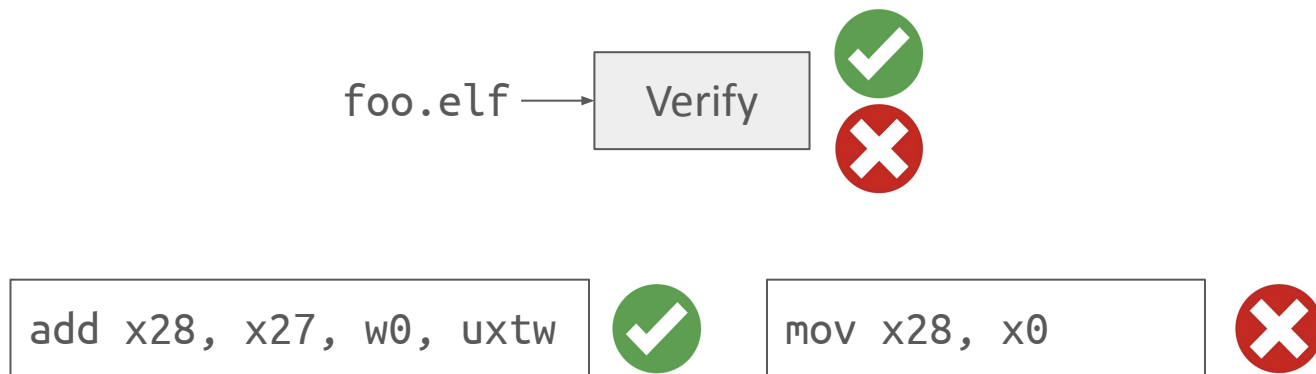 foo.elf
Verify
add x28, x27, w0, uxtw
mov x28, x0